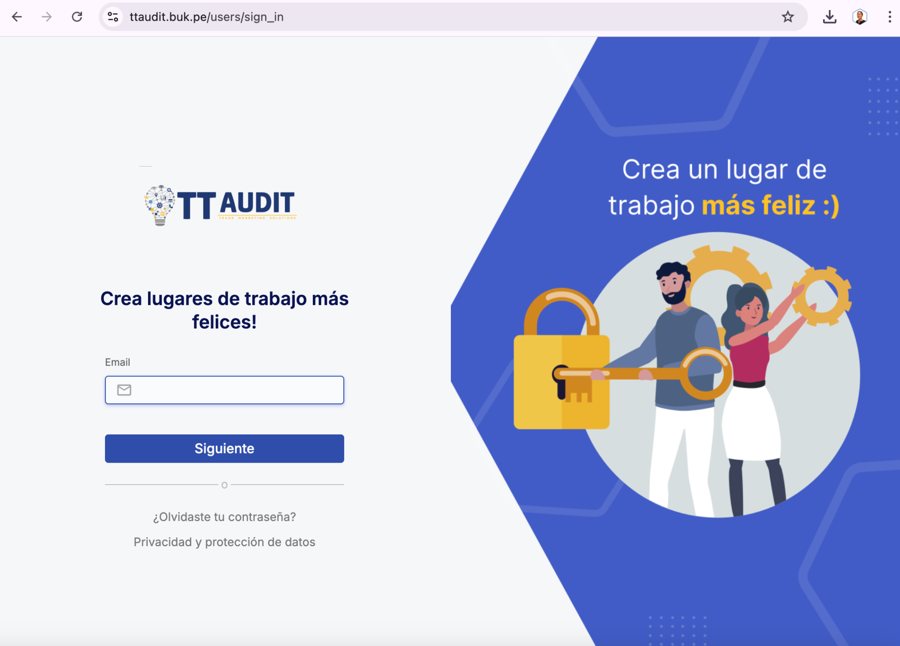 ttaudit.buk.pe/users/sign_in
TT AUDIT
Crea lugares de trabajo más
felices!
Email
Siguiente
o
¿Olvidaste tu contraseña?
Privacidad y protección de datos
Crea un lugar de
trabajo más feliz :)